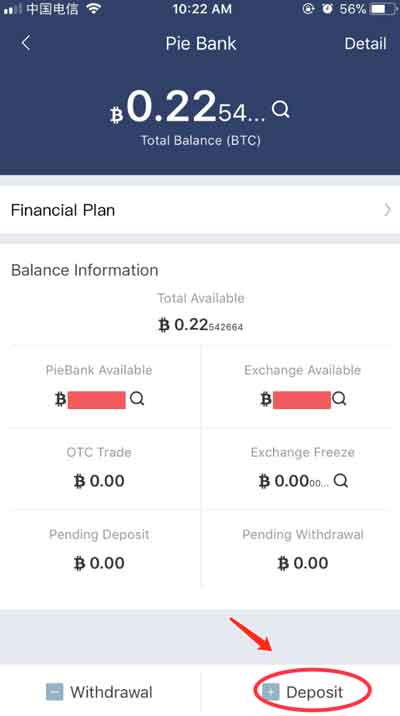 中国电信 10:22 AM 56%
Pie Bank Detail
₿0.2254...
Total Balance (BTC)
Financial Plan
Balance Information
Total Available
₿ 0.22542664
PieBank Available Exchange Available
₿ ₿
OTC Trade Exchange Freeze
₿ 0.00 ₿ 0.0000...
Pending Deposit Pending Withdrawal
₿ 0.00 ₿ 0.00
Withdrawal Deposit